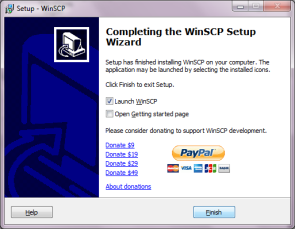 Setup - WinSCP
Completing the WinSCP Setup
Wizard
Setup has finished installing WinSCP on your computer. The
application may be launched by selecting the installed icons.
Click Finish to exit Setup.
Launch WinSCP
Open Getting started page
Please consider donating to support WinSCP development.
Donate $9
Donate $19
Donate $29
Donate $49
PayPal
VISA
About donations
Help
Finish